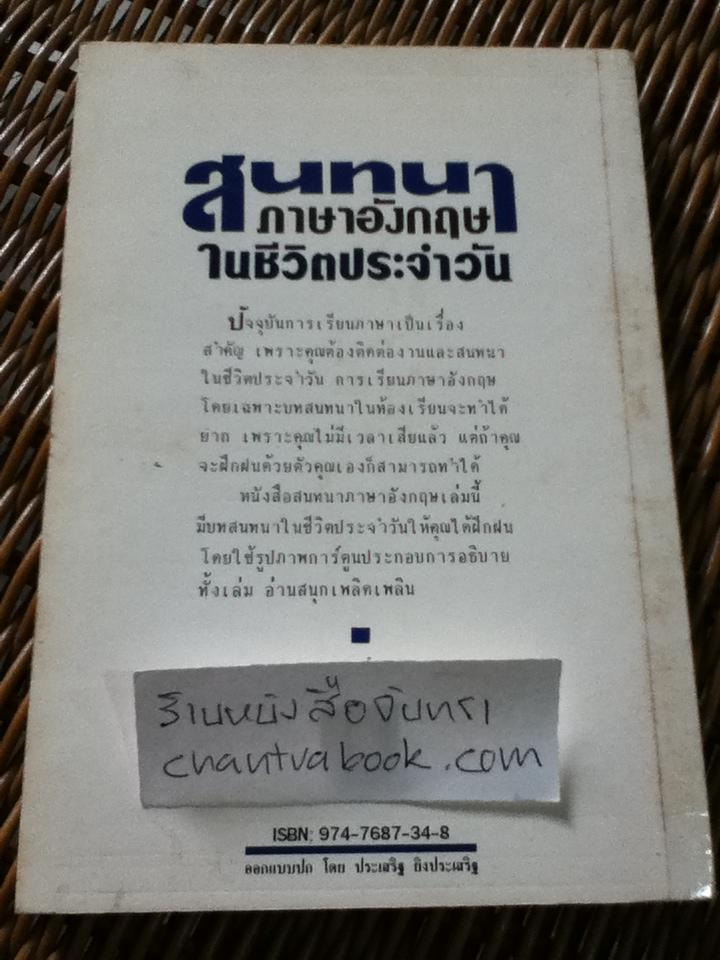 สนทนา
ภาษาอังกฤษ
ในชีวิตประจำวัน
ปัจจุบันการเรียนภาษาเป็นเรื่อง
สำคัญ เพราะคุณต้องติดต่องานและสนทนา
ในชีวิตประจำวัน การเรียนภาษาอังกฤษ
โดยเฉพาะบทสนทนาในห้องเรียนจะทำได้
ยาก เพราะคุณไม่มีเวลาเสียแล้ว แต่ถ้าคุณ
จะฝึกฝนด้วยตัวคุณเองก็สามารถทำได้
หนังสือสนทนาภาษาอังกฤษเล่มนี้
มีบทสนทนาในชีวิตประจำวันให้คุณได้ฝึกฝน
โดยใช้รูปภาพการ์ตูนประกอบการอธิบาย
ทั้งเล่ม อ่านสนุกเพลิดเพลิน
ร้านหนังสือจันทรา
chantrabook.com
ISBN: 974-7687-34-8
ออกแบบปก โดย ประเสริฐ ยิงประเสริฐ